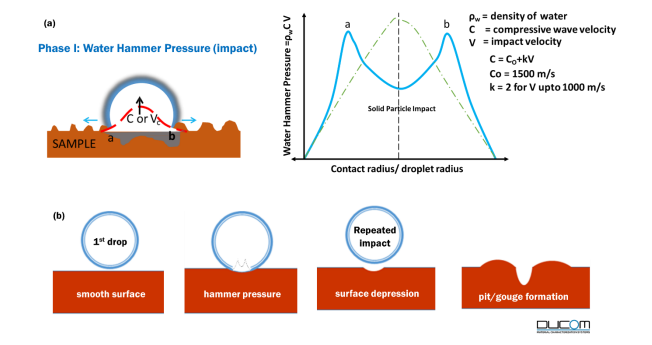 (a)
Phase I: Water Hammer Pressure (impact)
C or Vc
a
b
SAMPLE
Water Hammer Pressure =ρwC V
a
b
Solid Particle Impact
Contact radius/ droplet radius
ρw = density of water
C = compressive wave velocity
V = impact velocity
C = Co+kV
Co = 1500 m/s
k = 2 for V upto 1000 m/s
(b)
1st drop
smooth surface
hammer pressure
Repeated
impact
surface depression
pit/gouge formation
DUCOM